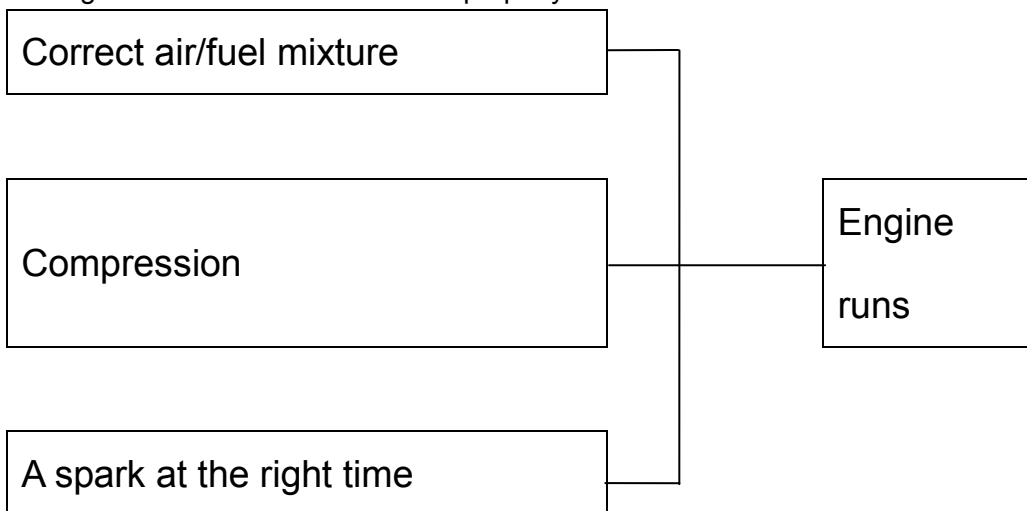 Correct air/fuel mixture
Compression
Engine
runs
A spark at the right time